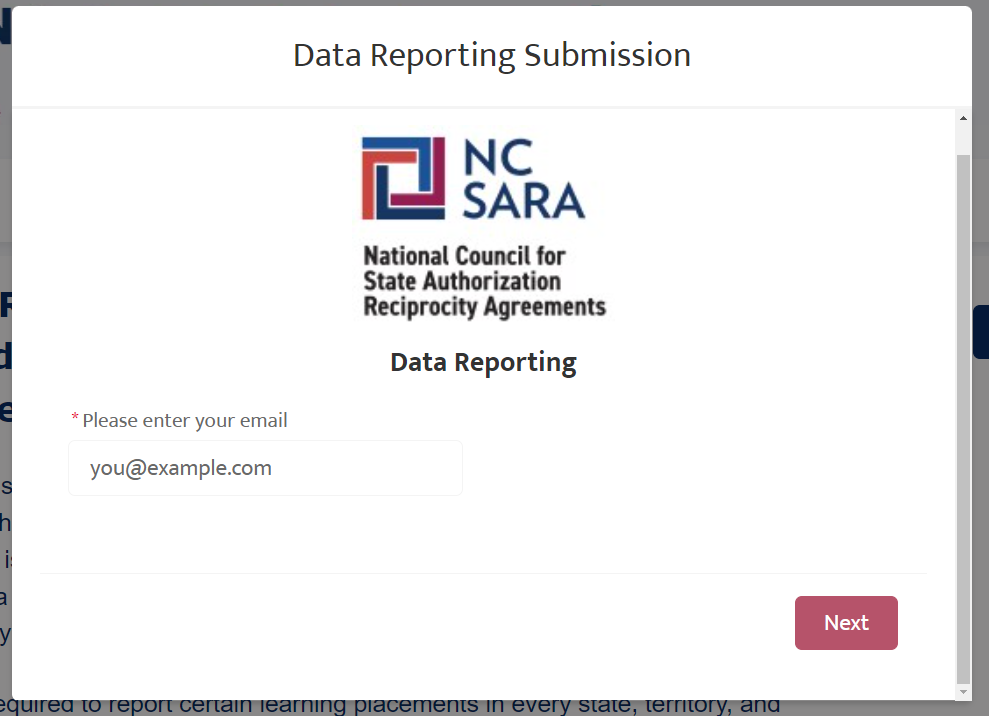 Data Reporting Submission
NC
SARA
National Council for
State Authorization
Reciprocity Agreements
Data Reporting
* Please enter your email
you@example.com
Next
required to report certain learning placements in every state, territory, and